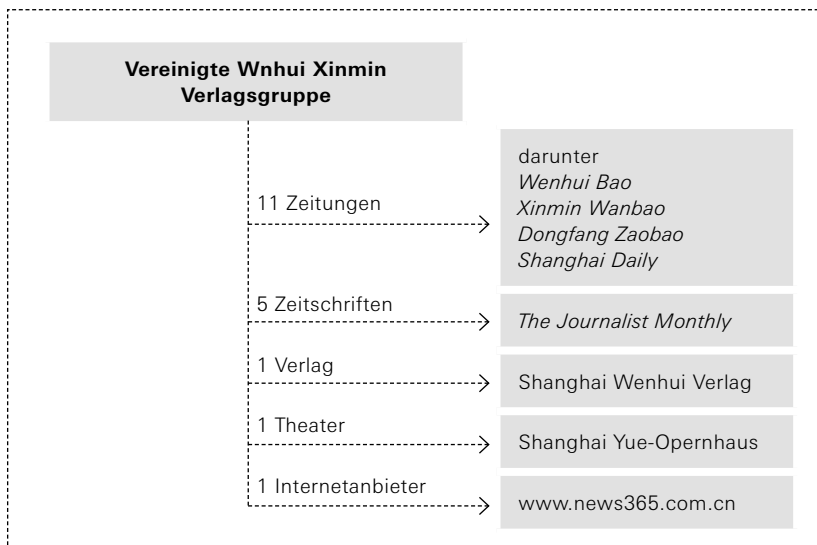 Vereinigte Wnhui Xinmin
Verlagsgruppe
11 Zeitungen
darunter
Wenhui Bao
Xinmin Wanbao
Dongfang Zaobao
Shanghai Daily
5 Zeitschriften
The Journalist Monthly
1 Verlag
Shanghai Wenhui Verlag
1 Theater
Shanghai Yue-Opernhaus
1 Internetanbieter
www.news365.com.cn